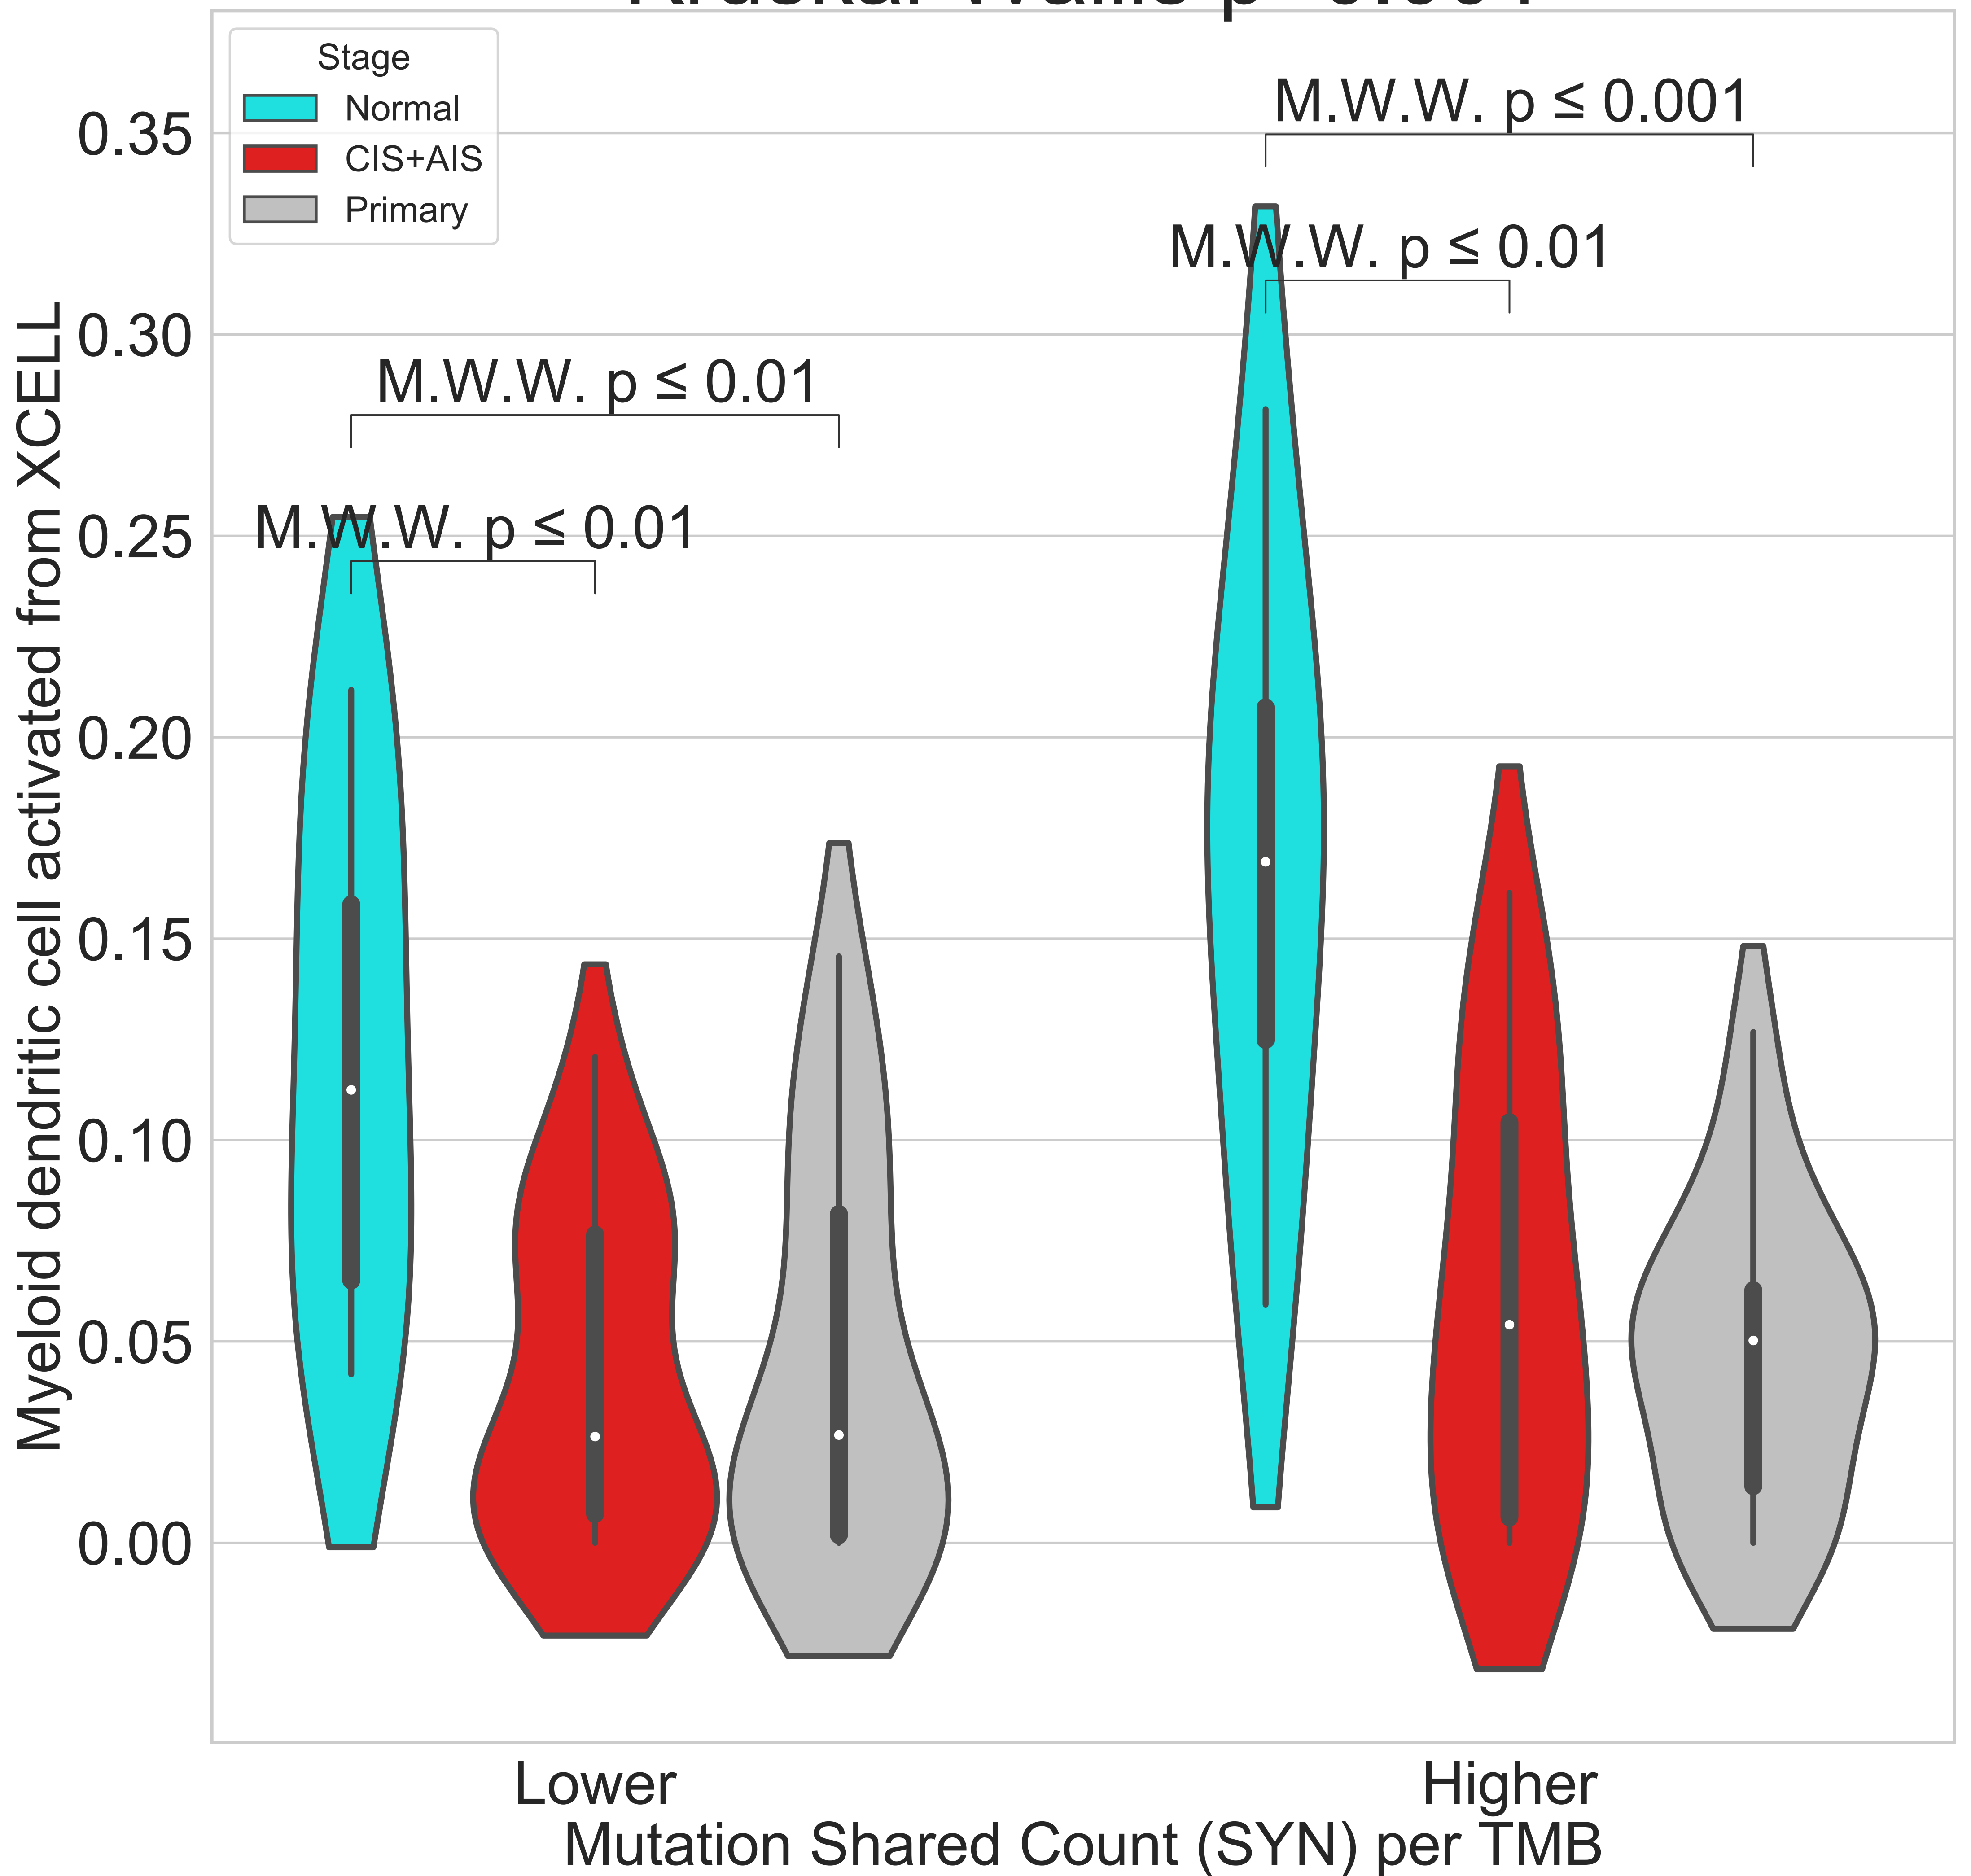 Stage
Normal
CIS+AIS
Primary
M.W.W. p ≤ 0.001
M.W.W. p ≤ 0.01
M.W.W. p ≤ 0.01
M.W.W. p ≤ 0.01
0.35
0.30
0.25
0.20
0.15
0.10
0.05
0.00
Myeloid dendritic cell activated from XCELL
Lower
Higher
Mutation Shared Count (SYN) per TMB